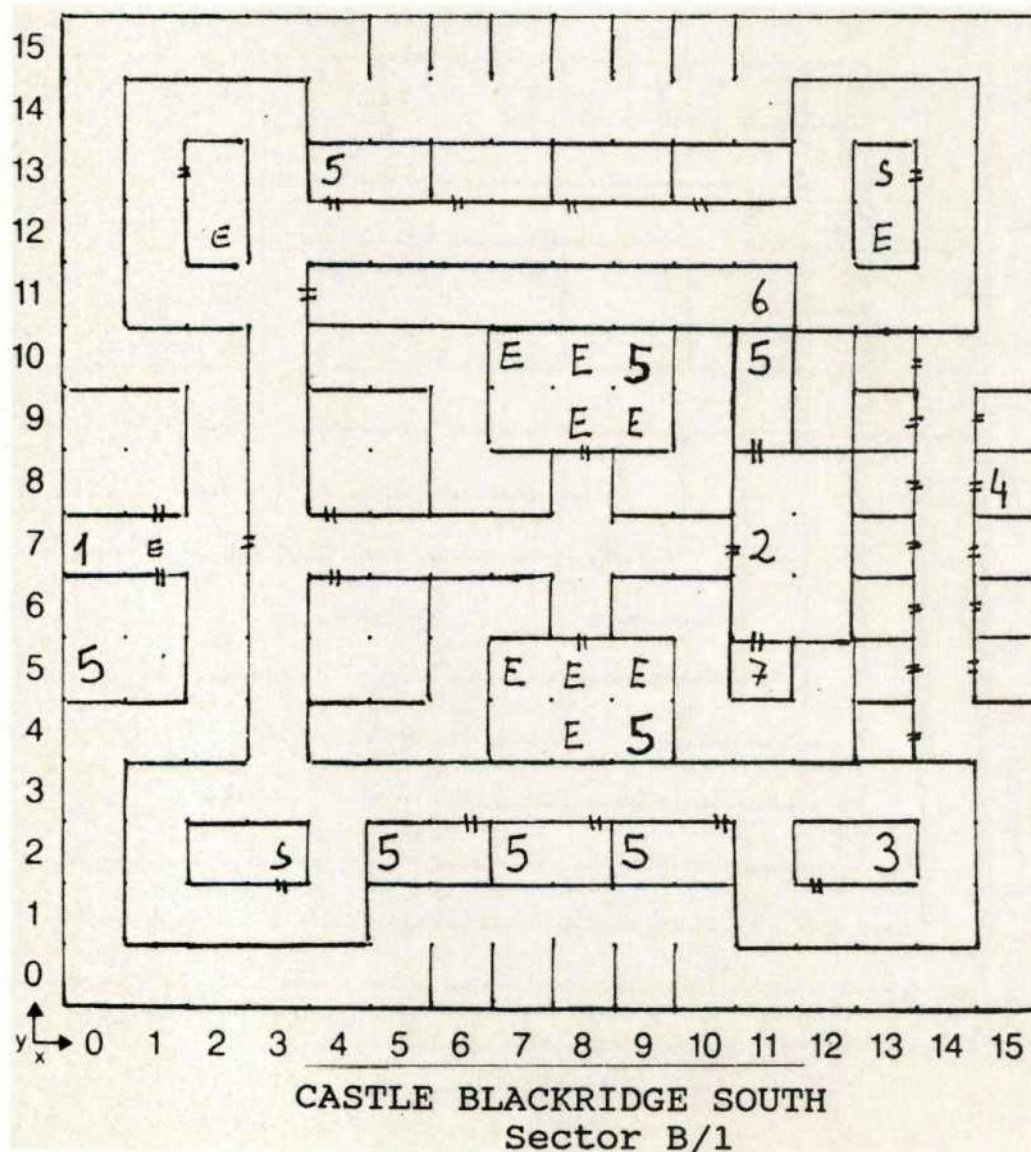 15
14
13 5 S
12 E E
11 6
10 E E 5 5
9 E E
8 4
7 1 E 2
6
5 5 E E E 7
4 E 5
3
2 S 5 5 5 3
1
0
y x 0 1 2 3 4 5 6 7 8 9 10 11 12 13 14 15
CASTLE BLACKRIDGE SOUTH
Sector B/1